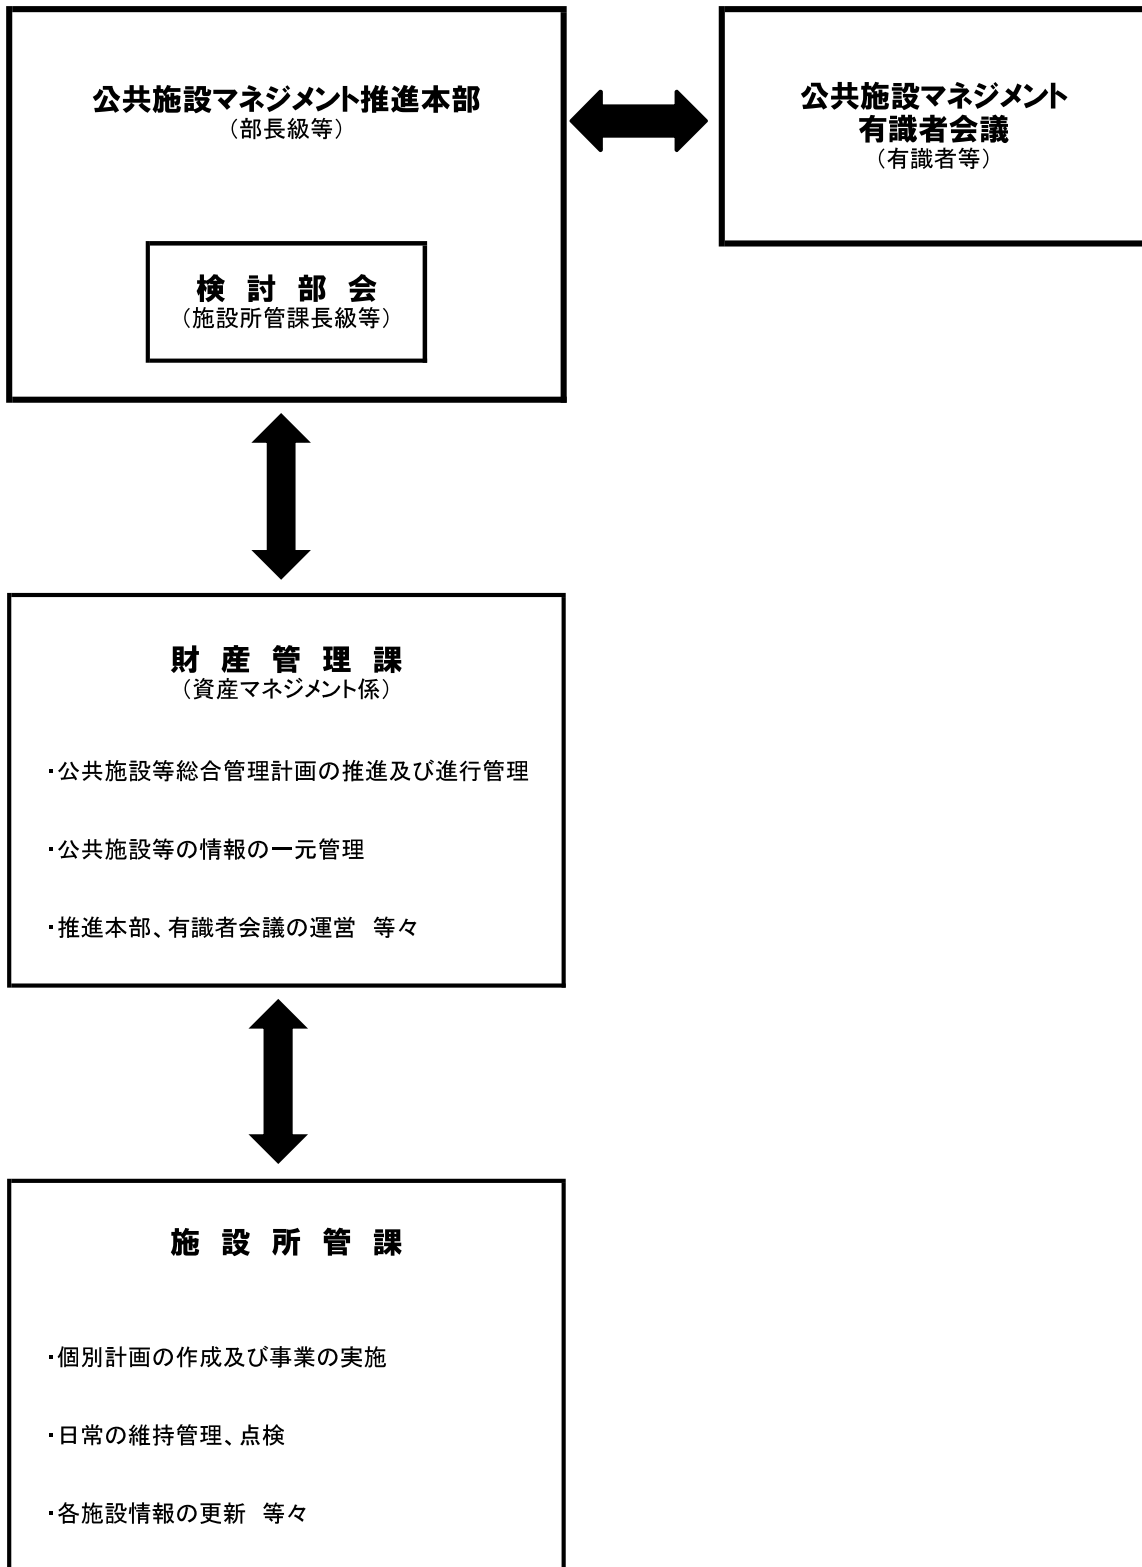 公共施設マネジメント推進本部
（部長級等）
公共施設マネジメント
有識者会議
（有識者等）
検 討 部 会
（施設所管課長級等）
財 産 管 理 課
（資産マネジメント係）
・公共施設等総合管理計画の推進及び進行管理
・公共施設等の情報の一元管理
・推進本部、有識者会議の運営　等々
施 設 所 管 課
・個別計画の作成及び事業の実施
・日常の維持管理、点検
・各施設情報の更新　等々